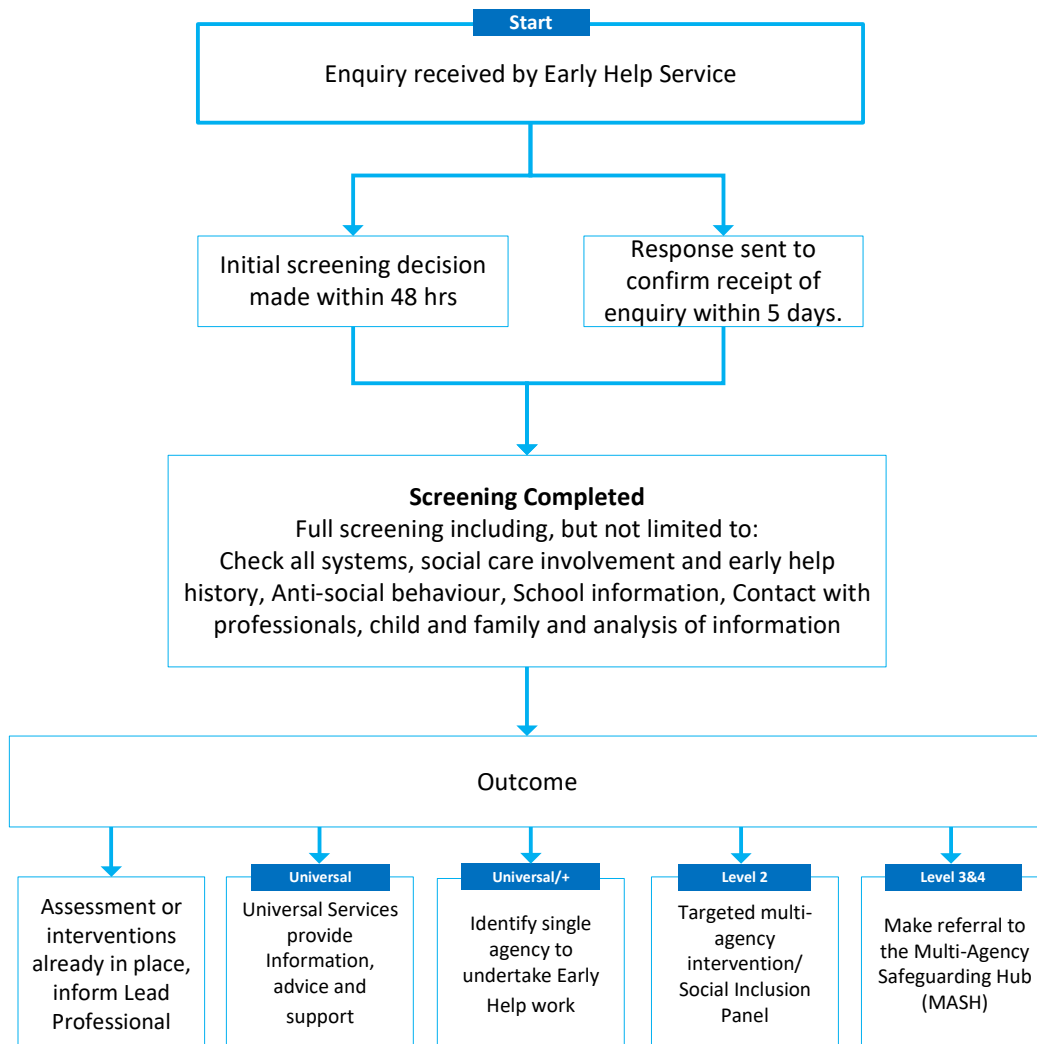 Start
Enquiry received by Early Help Service
Initial screening decision
made within 48 hrs
Response sent to
confirm receipt of
enquiry within 5 days.
Screening Completed
Full screening including, but not limited to:
Check all systems, social care involvement and early help
history, Anti-social behaviour, School information, Contact with
professionals, child and family and analysis of information
Outcome
Assessment or
interventions
already in place,
inform Lead
Professional
Universal
Universal Services
provide
Information,
advice and
support
Universal/+
Identify single
agency to
undertake Early
Help work
Level 2
Targeted multi-
agency
intervention/
Social Inclusion
Panel
Level 3&4
Make referral to
the Multi-Agency
Safeguarding Hub
(MASH)